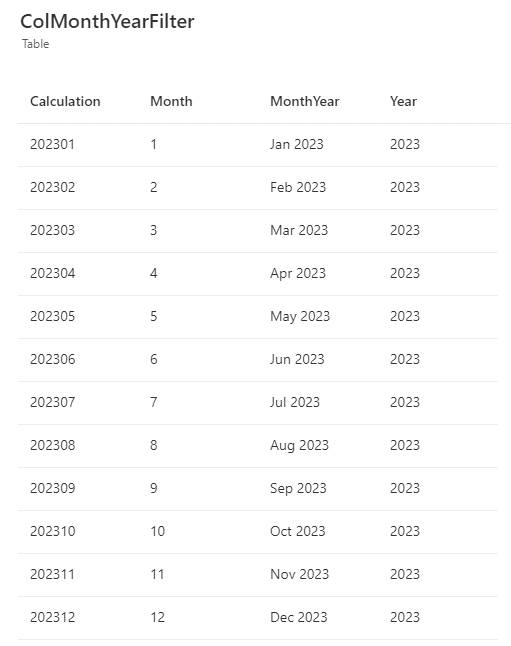 ColMonthYearFilter
Table
Calculation Month MonthYear Year
202301 1 Jan 2023 2023
202302 2 Feb 2023 2023
202303 3 Mar 2023 2023
202304 4 Apr 2023 2023
202305 5 May 2023 2023
202306 6 Jun 2023 2023
202307 7 Jul 2023 2023
202308 8 Aug 2023 2023
202309 9 Sep 2023 2023
202310 10 Oct 2023 2023
202311 11 Nov 2023 2023
202312 12 Dec 2023 2023